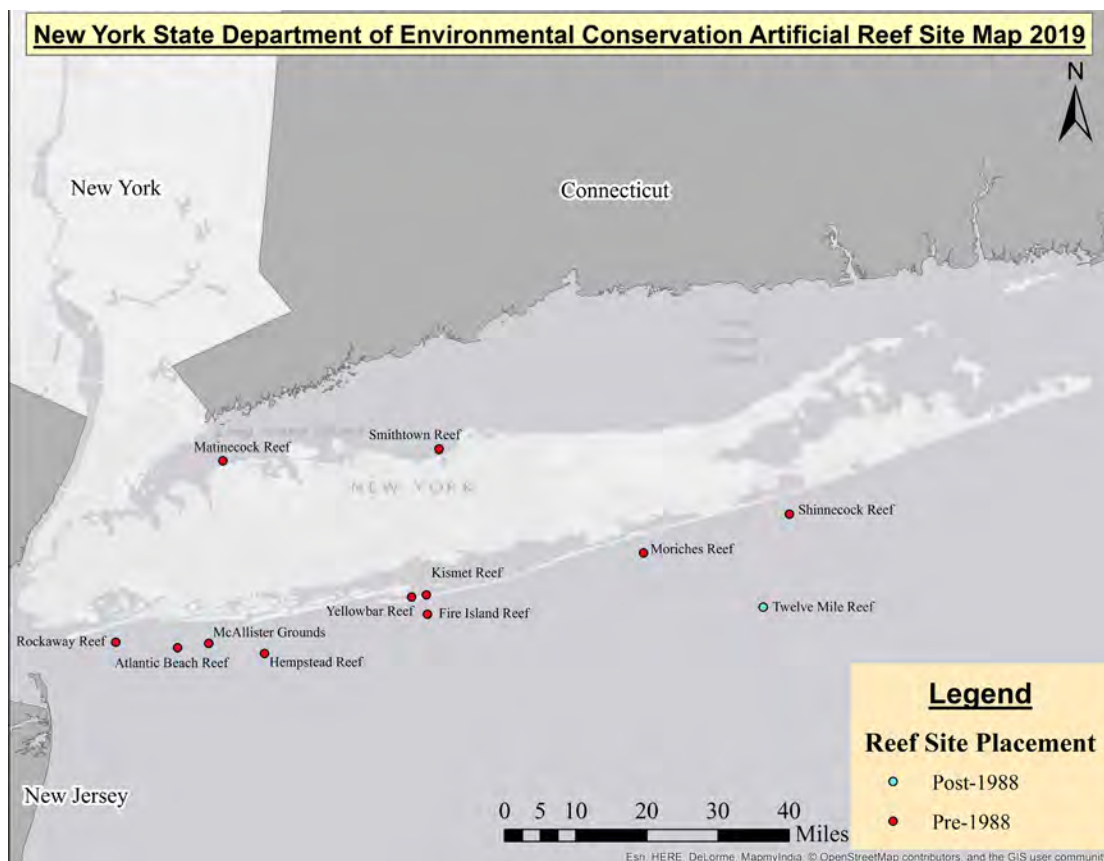 New York State Department of Environmental Conservation Artificial Reef Site Map 2019
N
New York
Connecticut
Smithtown Reef
Matinecock Reef
NEW YORK
Shinnecock Reef
Moriches Reef
Kismet Reef
Yellowbar Reef
Fire Island Reef
Twelve Mile Reef
Rockaway Reef
McAllister Grounds
Atlantic Beach Reef
Hempstead Reef
New Jersey
Legend
Reef Site Placement
Post-1988
Pre-1988
0 5 10 20 30 40
Miles
Esri, HERE, DeLorme, MapmyIndia, © OpenStreetMap contributors, and the GIS user